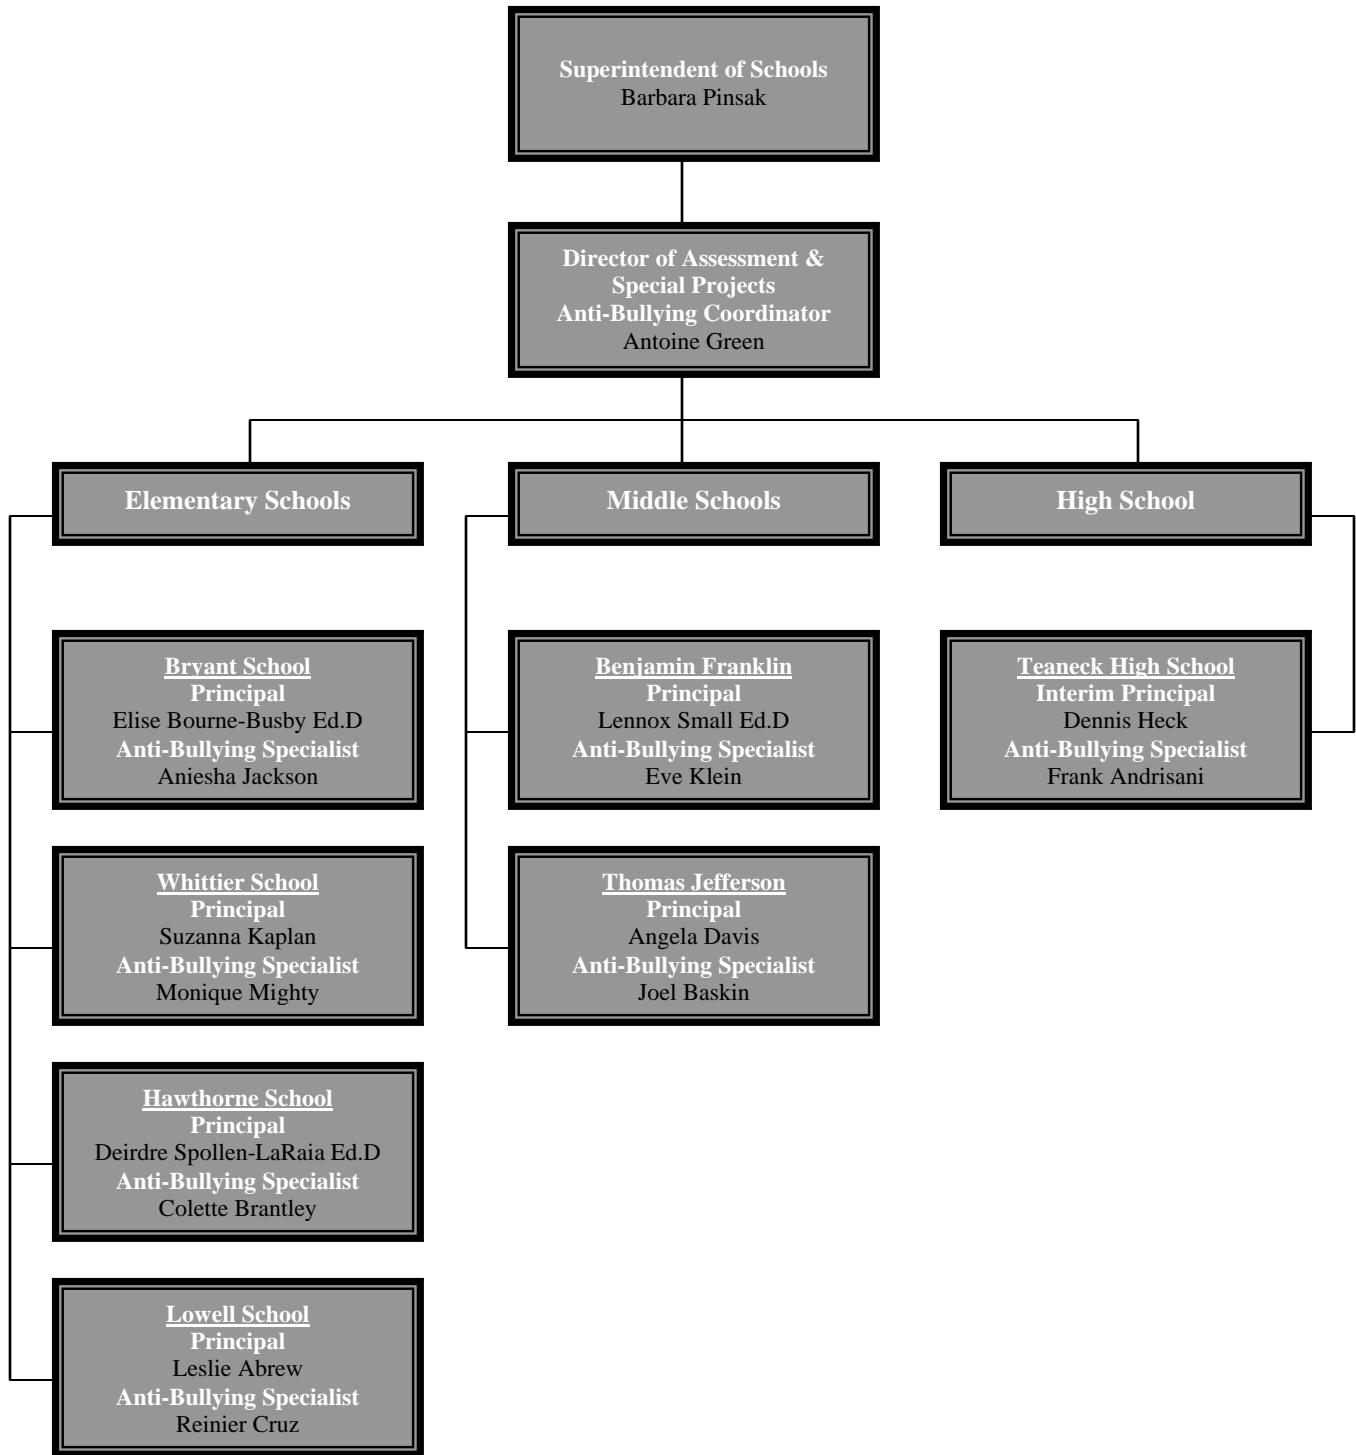 Superintendent of Schools
Barbara Pinsak
Director of Assessment &
Special Projects
Anti-Bullying Coordinator
Antoine Green
Elementary Schools
Bryant School
Principal
Elise Bourne-Busby Ed.D
Anti-Bullying Specialist
Aniesha Jackson
Whittier School
Principal
Suzanna Kaplan
Anti-Bullying Specialist
Monique Mighty
Hawthorne School
Principal
Deirdre Spollen-LaRaia Ed.D
Anti-Bullying Specialist
Colette Brantley
Lowell School
Principal
Leslie Abrew
Anti-Bullying Specialist
Reinier Cruz
Middle Schools
Benjamin Franklin
Principal
Lennox Small Ed.D
Anti-Bullying Specialist
Eve Klein
Thomas Jefferson
Principal
Angela Davis
Anti-Bullying Specialist
Joel Baskin
High School
Teaneck High School
Interim Principal
Dennis Heck
Anti-Bullying Specialist
Frank Andrisani